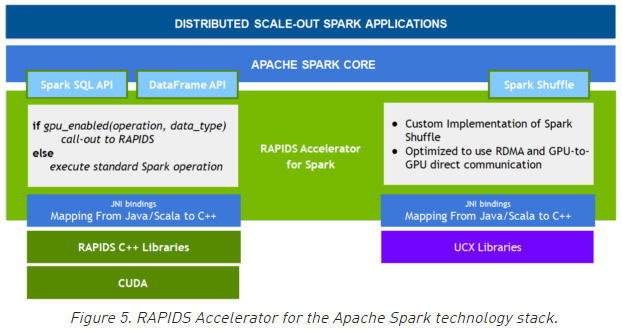 DISTRIBUTED SCALE-OUT SPARK APPLICATIONS
APACHE SPARK CORE
Spark SQL API
DataFrame API
Spark Shuffle
if gpu_enabled(operation, data_type)
call-out to RAPIDS
else
execute standard Spark operation
RAPIDS Accelerator
for Spark
• Custom Implementation of Spark
Shuffle
• Optimized to use RDMA and GPU-to-
GPU direct communication
JNI bindings
Mapping From Java/Scala to C++
RAPIDS C++ Libraries
CUDA
JNI bindings
Mapping From Java/Scala to C++
UCX Libraries
Figure 5. RAPIDS Accelerator for the Apache Spark technology stack.